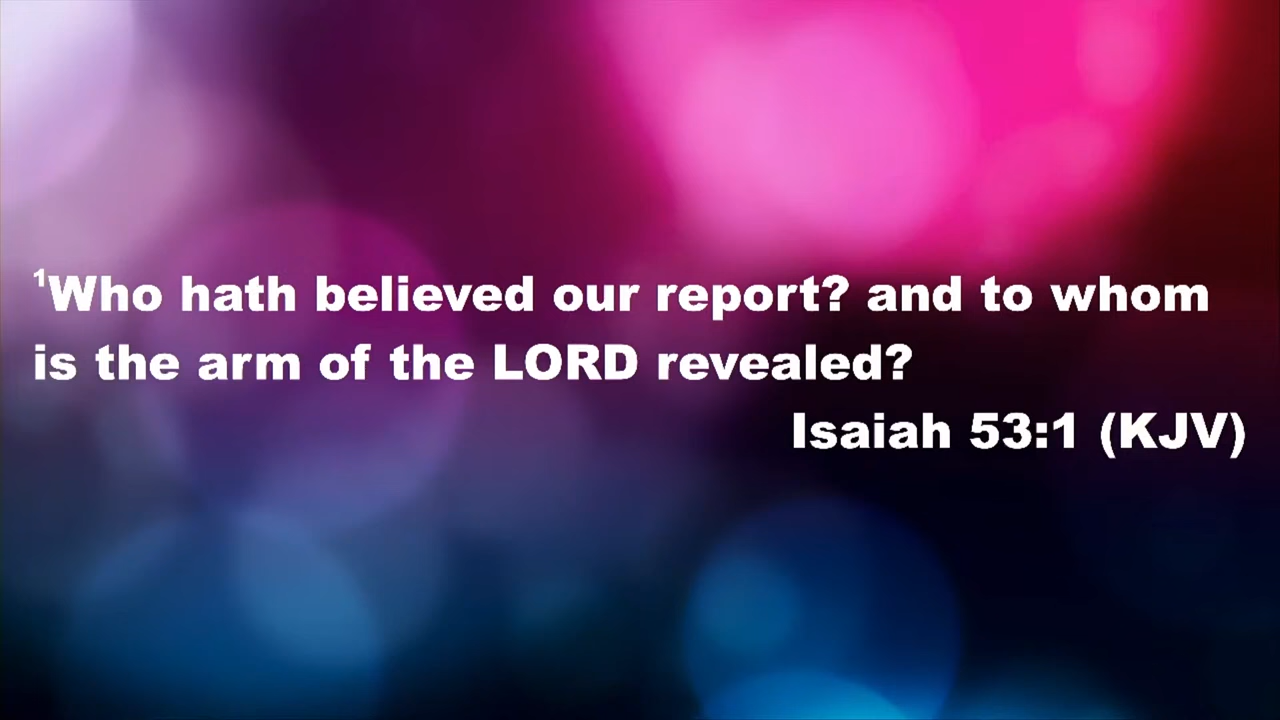 ¹Who hath believed our report? and to whom
is the arm of the LORD revealed?
Isaiah 53:1 (KJV)